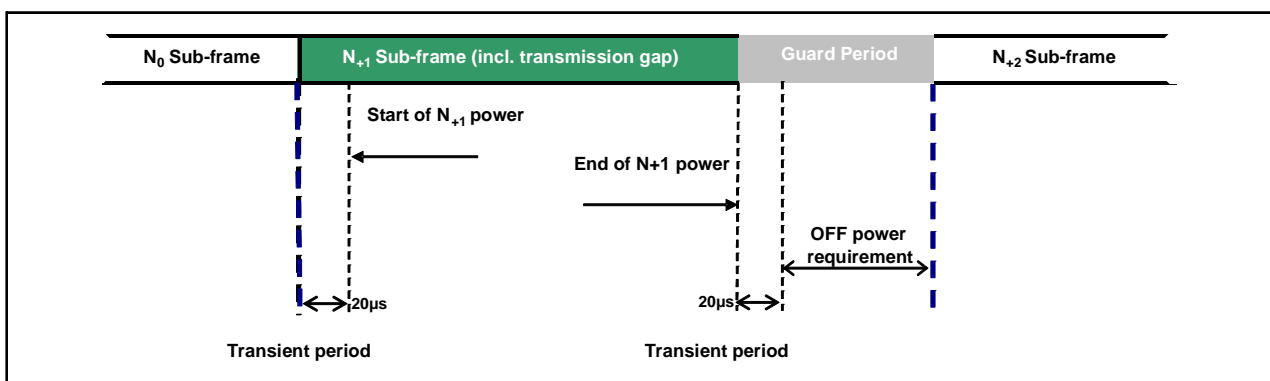 N0 Sub-frame
N+1 Sub-frame (incl. transmission gap)
Guard Period
N+2 Sub-frame
Start of N+1 power
End of N+1 power
OFF power
requirement
20µs
20µs
Transient period
Transient period